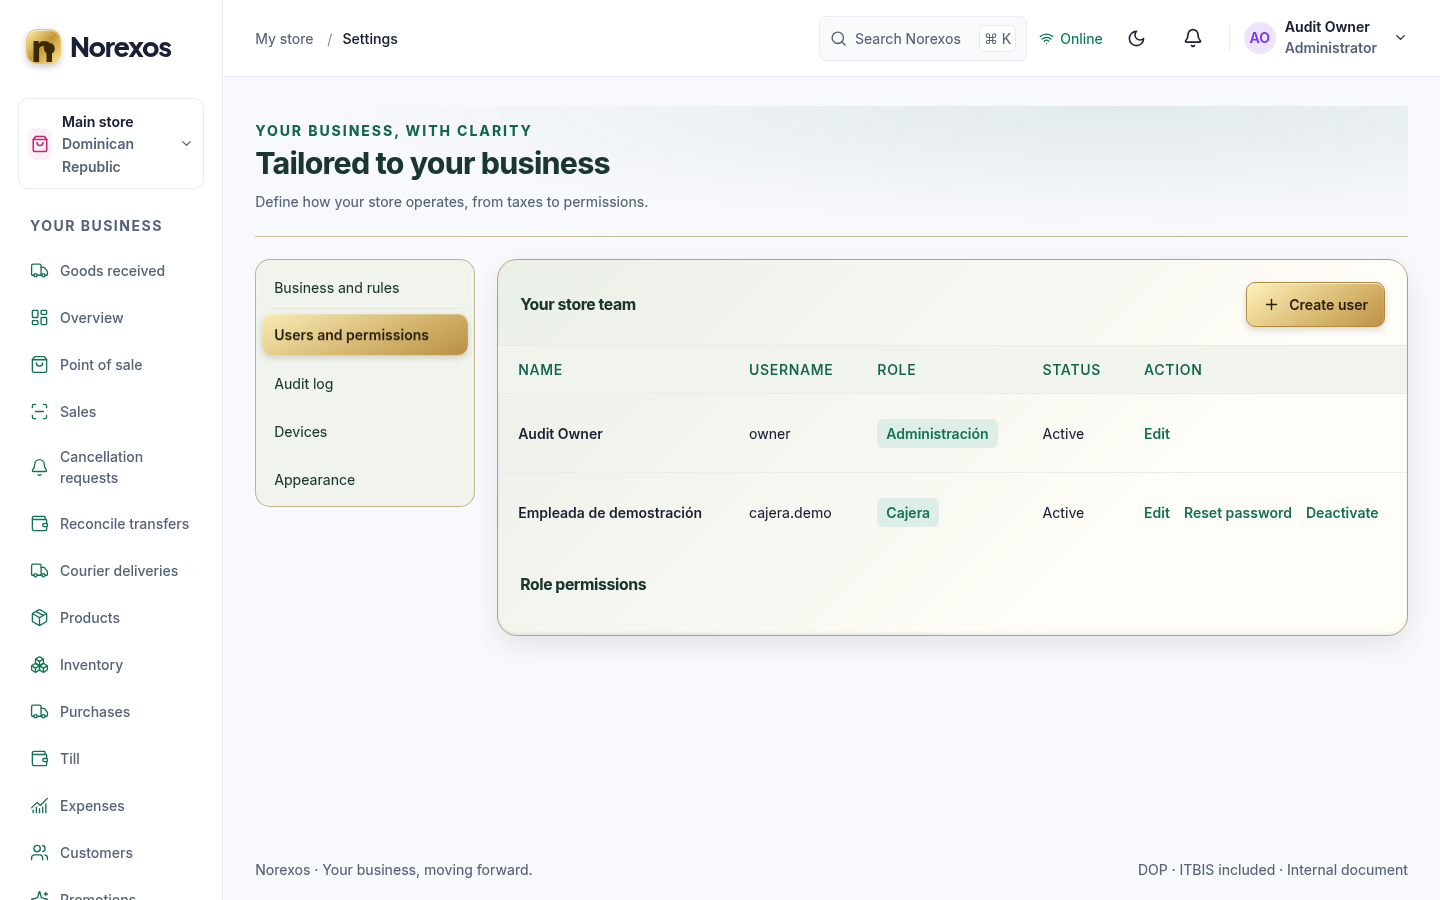 Norexos
Main store
Dominican
Republic
YOUR BUSINESS
Goods received
Overview
Point of sale
Sales
Cancellation
requests
Reconcile transfers
Courier deliveries
Products
Inventory
Purchases
Till
Expenses
Customers
Promotions
My store / Settings
Search Norexos ⌘ K
Online
AO
Audit Owner
Administrator
YOUR BUSINESS, WITH CLARITY
Tailored to your business
Define how your store operates, from taxes to permissions.
Business and rules
Users and permissions
Audit log
Devices
Appearance
Your store team
Create user
NAME USERNAME ROLE STATUS ACTION
Audit Owner owner Administración Active Edit
Empleada de demostración cajera.demo Cajera Active Edit Reset password Deactivate
Role permissions
Norexos · Your business, moving forward.
DOP · ITBIS included · Internal document